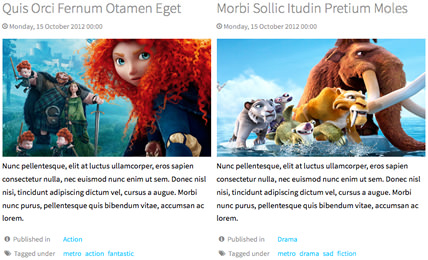 Quis Orci Fernum Otamen Eget
Monday, 15 October 2012 00:00
Nunc pellentesque, elit at luctus ullamcorper, eros sapien
consectetur nulla, nec euismod nunc enim ut sem. Donec nisl
nisi, tincidunt adipiscing dictum vel, cursus a augue. Morbi
nunc purus, pellentesque quis bibendum vitae, accumsan ac
lorem.
Published in Action
Tagged under metro action fantastic
Morbi Sollic Itudin Pretium Moles
Monday, 15 October 2012 00:00
Nunc pellentesque, elit at luctus ullamcorper, eros sapien
consectetur nulla, nec euismod nunc enim ut sem. Donec nisl
nisi, tincidunt adipiscing dictum vel, cursus a augue. Morbi
nunc purus, pellentesque quis bibendum vitae, accumsan ac
lorem.
Published in Drama
Tagged under metro drama sad fiction